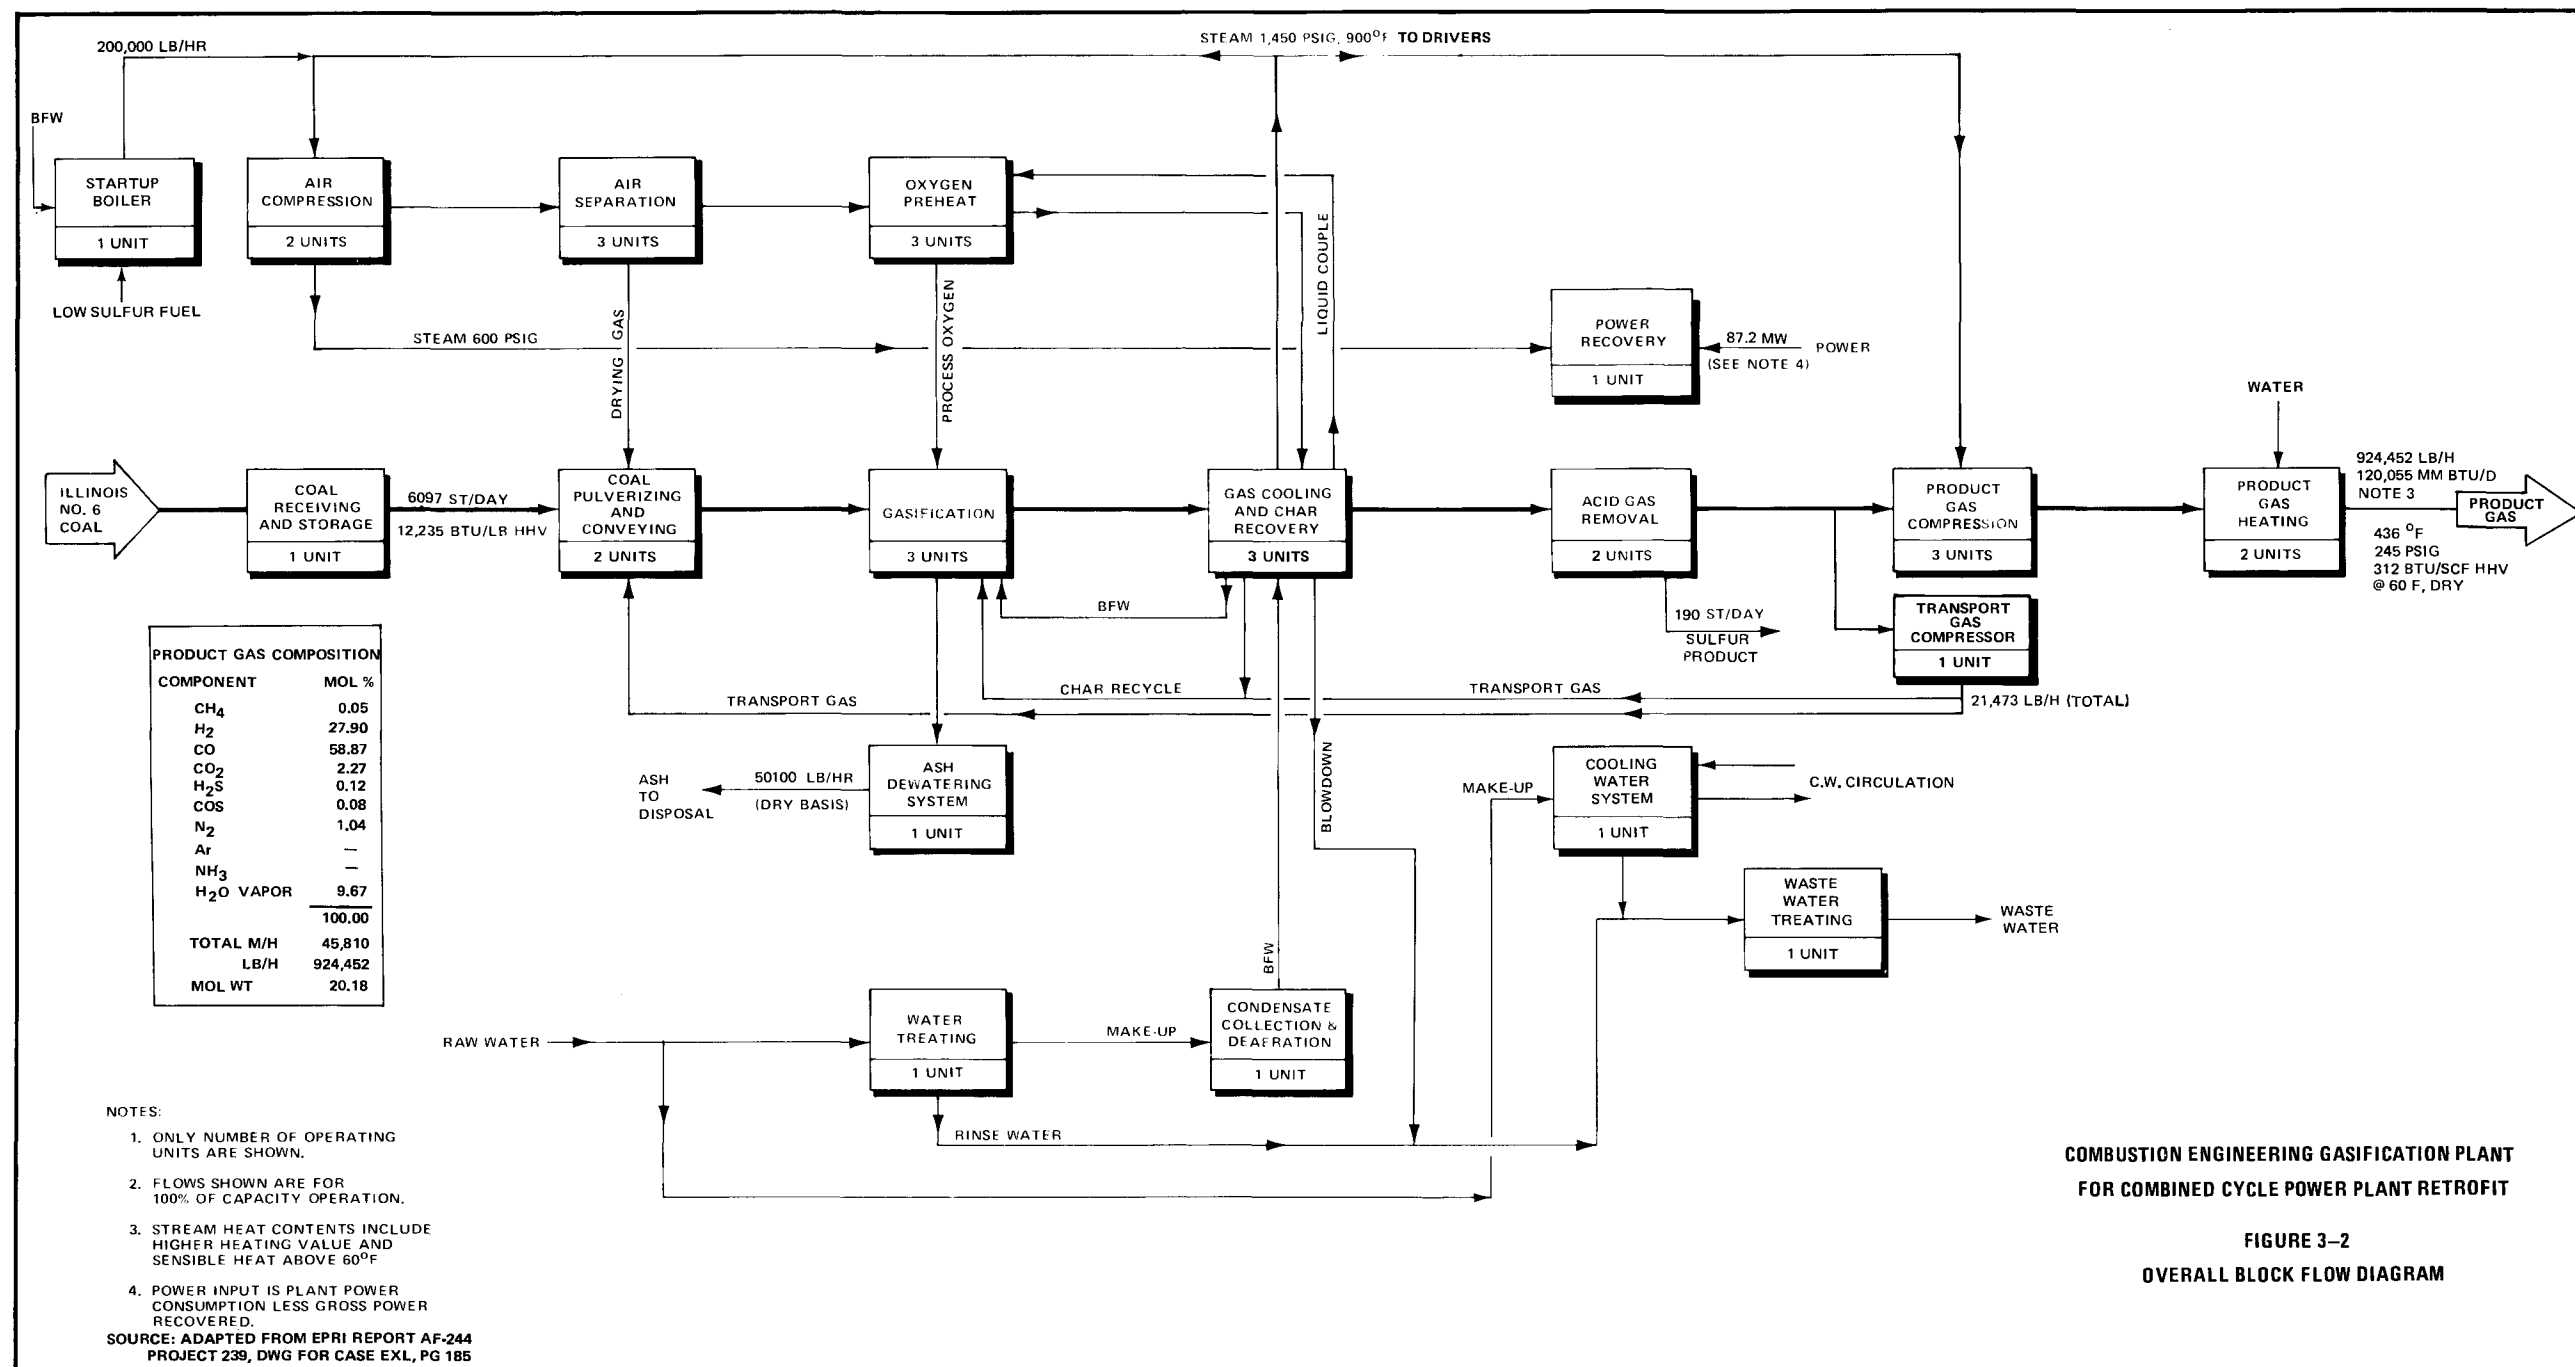 200,000 LB/HR
STEAM 1,450 PSIG, 900°F TO DRIVERS
BFW
STARTUP
BOILER
1 UNIT
LOW SULFUR FUEL
AIR
COMPRESSION
2 UNITS
AIR
SEPARATION
3 UNITS
OXYGEN
PREHEAT
3 UNITS
LIQUID COUPLE
STEAM 600 PSIG
DRYING GAS
PROCESS OXYGEN
POWER
RECOVERY
1 UNIT
87.2 MW
(SEE NOTE 4)
POWER
WATER
ILLINOIS
NO. 6
COAL
COAL
RECEIVING
AND STORAGE
1 UNIT
6097 ST/DAY
12,235 BTU/LB HHV
COAL
PULVERIZING
AND
CONVEYING
2 UNITS
GASIFICATION
3 UNITS
GAS COOLING
AND CHAR
RECOVERY
3 UNITS
ACID GAS
REMOVAL
2 UNITS
PRODUCT
GAS
COMPRESSION
3 UNITS
PRODUCT
GAS
HEATING
2 UNITS
924,452 LB/H
120,055 MM BTU/D
NOTE 3
PRODUCT
GAS
436 °F
245 PSIG
312 BTU/SCF HHV
@ 60 F, DRY
BFW
190 ST/DAY
SULFUR
PRODUCT
TRANSPORT
GAS
COMPRESSOR
1 UNIT
CHAR RECYCLE
TRANSPORT GAS
TRANSPORT GAS
21,473 LB/H (TOTAL)
PRODUCT GAS COMPOSITION
COMPONENT MOL %
CH4 0.05
H2 27.90
CO 58.87
CO2 2.27
H2S 0.12
COS 0.08
N2 1.04
Ar —
NH3 —
H2O VAPOR 9.67
100.00
TOTAL M/H 45,810
LB/H 924,452
MOL WT 20.18
ASH
TO
DISPOSAL
50100 LB/HR
(DRY BASIS)
ASH
DEWATERING
SYSTEM
1 UNIT
BLOWDOWN
MAKE-UP
COOLING
WATER
SYSTEM
1 UNIT
C.W. CIRCULATION
WASTE
WATER
TREATING
1 UNIT
WASTE
WATER
BFW
RAW WATER
WATER
TREATING
1 UNIT
MAKE-UP
CONDENSATE
COLLECTION &
DEAERATION
1 UNIT
RINSE WATER
NOTES:
1. ONLY NUMBER OF OPERATING
UNITS ARE SHOWN.
2. FLOWS SHOWN ARE FOR
100% OF CAPACITY OPERATION.
3. STREAM HEAT CONTENTS INCLUDE
HIGHER HEATING VALUE AND
SENSIBLE HEAT ABOVE 60°F
4. POWER INPUT IS PLANT POWER
CONSUMPTION LESS GROSS POWER
RECOVERED.
SOURCE: ADAPTED FROM EPRI REPORT AF-244
PROJECT 239, DWG FOR CASE EXL, PG 185
COMBUSTION ENGINEERING GASIFICATION PLANT
FOR COMBINED CYCLE POWER PLANT RETROFIT
FIGURE 3–2
OVERALL BLOCK FLOW DIAGRAM